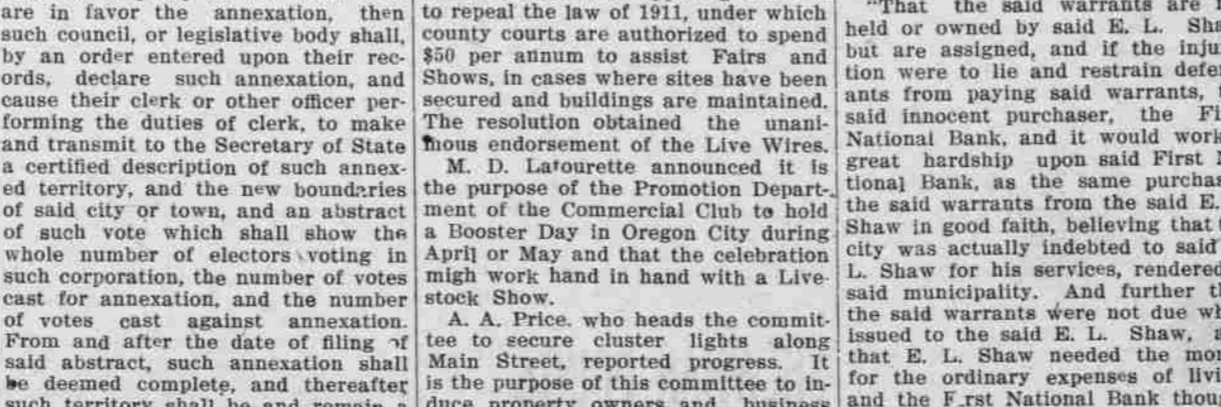 are in favor the annexation, then
such council, or legislative body shall,
by an order entered upon their rec-
ords, declare such annexation, and
cause their clerk or other officer per-
forming the duties of clerk, to make
and transmit to the Secretary of State
a certified description of such annex-
ed territory, and the new boundaries
of said city or town, and an abstract
of such vote which shall show the
whole number of electors voting in
such corporation, the number of votes
cast for annexation, and the number
of votes cast against annexation.
From and after the date of filing of
said abstract, such annexation shall
be deemed complete, and thereafter
such territory shall be and remain a
to repeal the law of 1911, under which
county courts are authorized to spend
$50 per annum to assist Fairs and
Shows, in cases where sites have been
secured and buildings are maintained.
The resolution obtained the unani-
mous endorsement of the Live Wires.
M. D. Latourette announced it is
the purpose of the Promotion Depart-
ment of the Commercial Club to hold
a Booster Day in Oregon City during
April or May and that the celebration
migh work hand in hand with a Live-
stock Show.
A. A. Price. who heads the commit-
tee to secure cluster lights along
Main Street, reported progress. It
is the purpose of this committee to in-
duce property owners and business
"That the said warrants are
held or owned by said E. L. Sha
but are assigned, and if the inju
tion were to lie and restrain defe
ants from paying said warrants,
said innocent purchaser, the Fi
National Bank, and it would work
great hardship upon said First
tional Bank, as the same purchas
the said warrants from the said E.
Shaw in good faith, believing that
city was actually indebted to said
L. Shaw for his services, rendered
said municipality. And further th
the said warrants were not due wh
issued to the said E. L. Shaw, a
that E. L. Shaw needed the mon
for the ordinary expenses of livi
and the F rst National Bank thoug